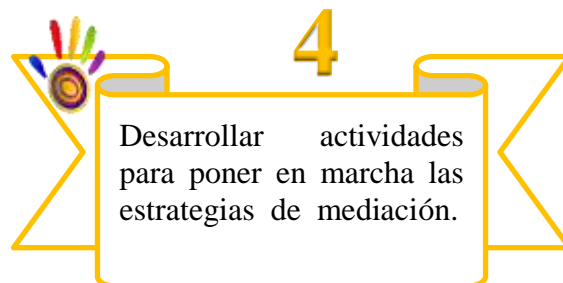 4
Desarrollar actividades
para poner en marcha las
estrategias de mediación.